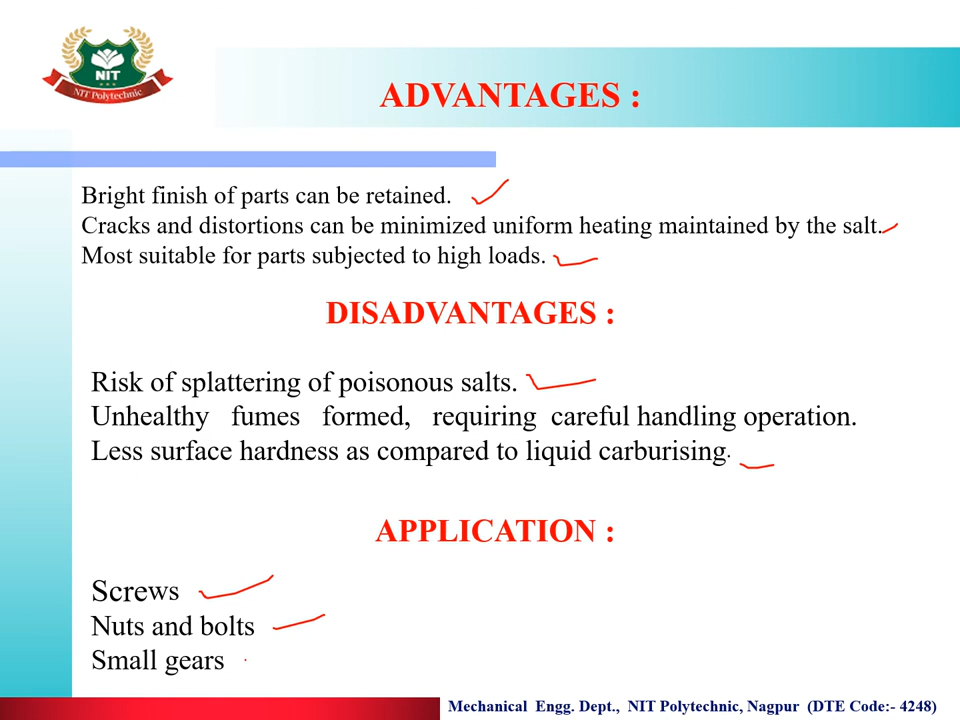 NIT
NIT Polytechnic
ADVANTAGES :
Bright finish of parts can be retained.
Cracks and distortions can be minimized uniform heating maintained by the salt.
Most suitable for parts subjected to high loads.
DISADVANTAGES :
Risk of splattering of poisonous salts.
Unhealthy fumes formed, requiring careful handling operation.
Less surface hardness as compared to liquid carburising.
APPLICATION :
Screws
Nuts and bolts
Small gears
Mechanical Engg. Dept., NIT Polytechnic, Nagpur (DTE Code:- 4248)